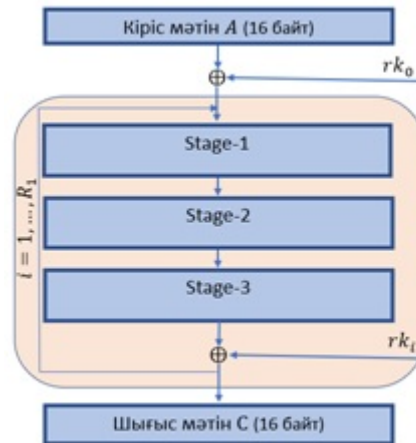 Кіріс мәтін A (16 байт)
⊕
rk₀
Stage-1
Stage-2
Stage-3
i = 1, ..., R₁
⊕
rkᵢ
Шығыс мәтін C (16 байт)